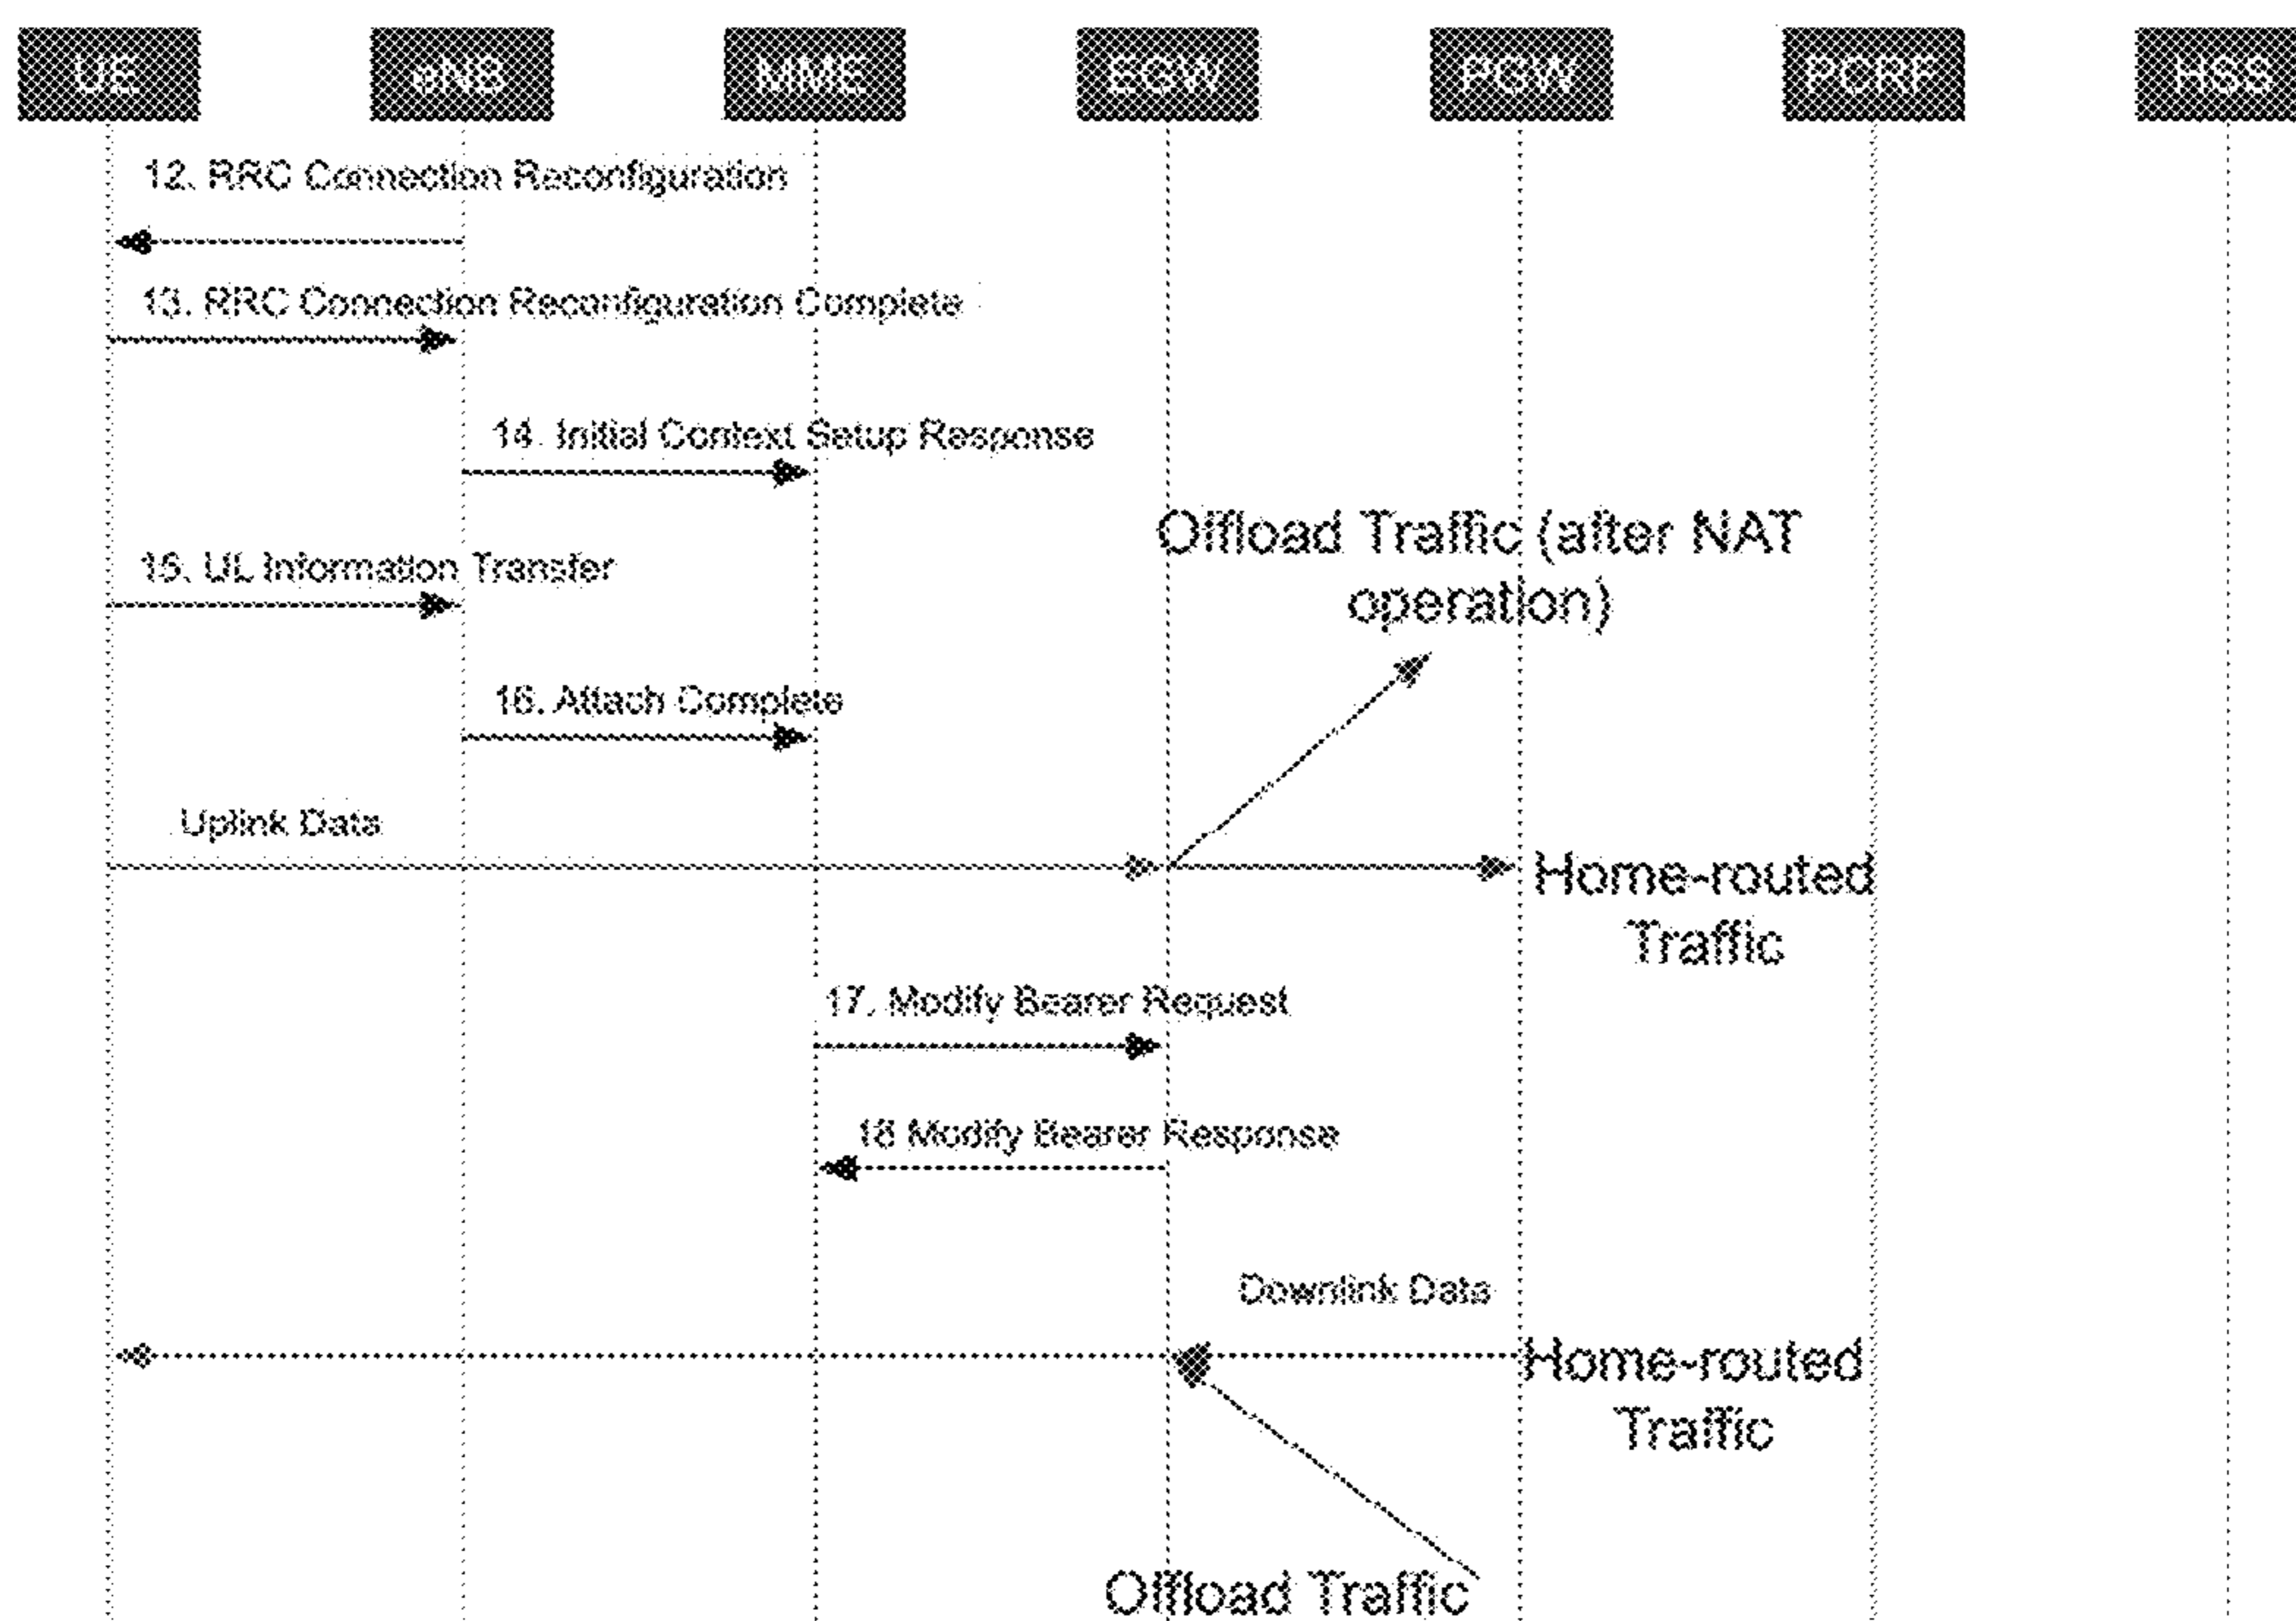 UE eNB MME EGW PGW PCRF HSS
12. RRC Connection Reconfiguration
13. RRC Connection Reconfiguration Complete
14. Initial Context Setup Response
Offload Traffic (after NAT
operation)
15. UL Information Transfer
16. Attach Complete
Uplink Data
Home-routed
Traffic
17. Modify Bearer Request
18 Modify Bearer Response
Downlink Data
Home-routed
Traffic
Offload Traffic